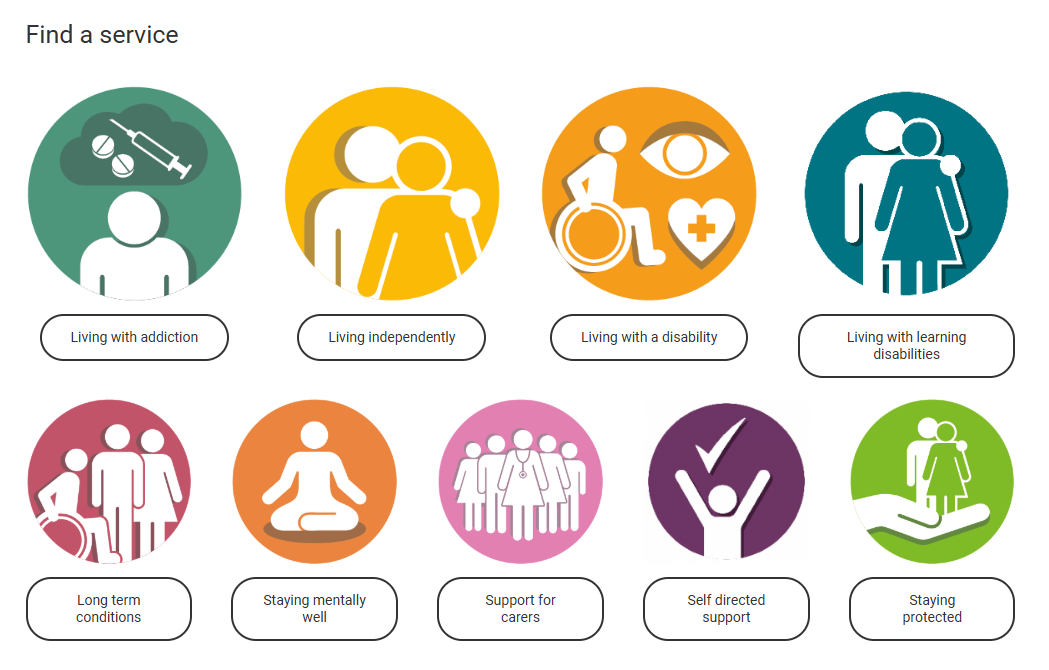 Find a service
Living with addiction
Living independently
Living with a disability
Living with learning
disabilities
Long term
conditions
Staying mentally
well
Support for
carers
Self directed
support
Staying
protected